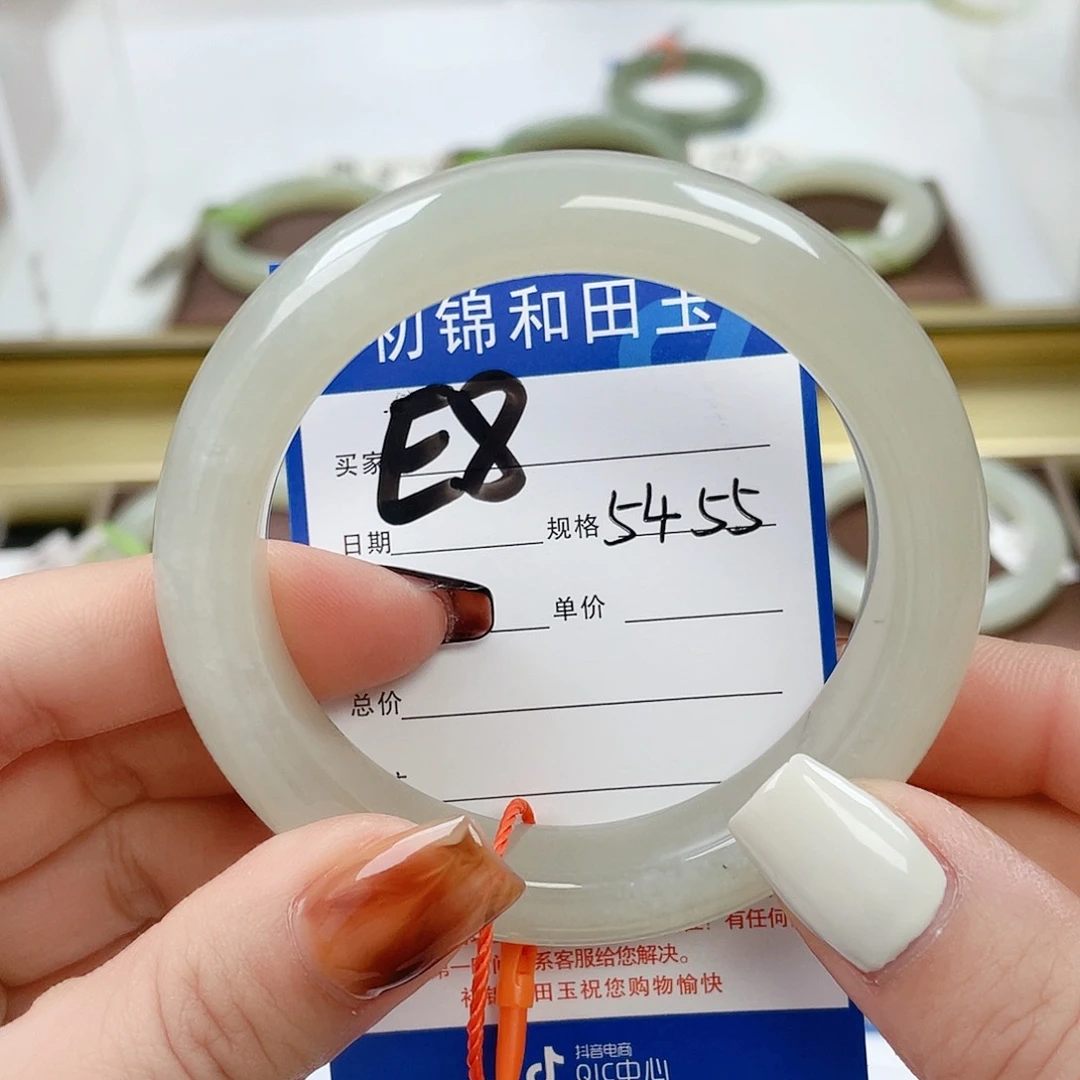 初锦和田玉
买家 E8
日期 规格 5455
单价
总价
有任何
系客服给您解决。
田玉祝您购物愉快
抖音电商
QIC中心